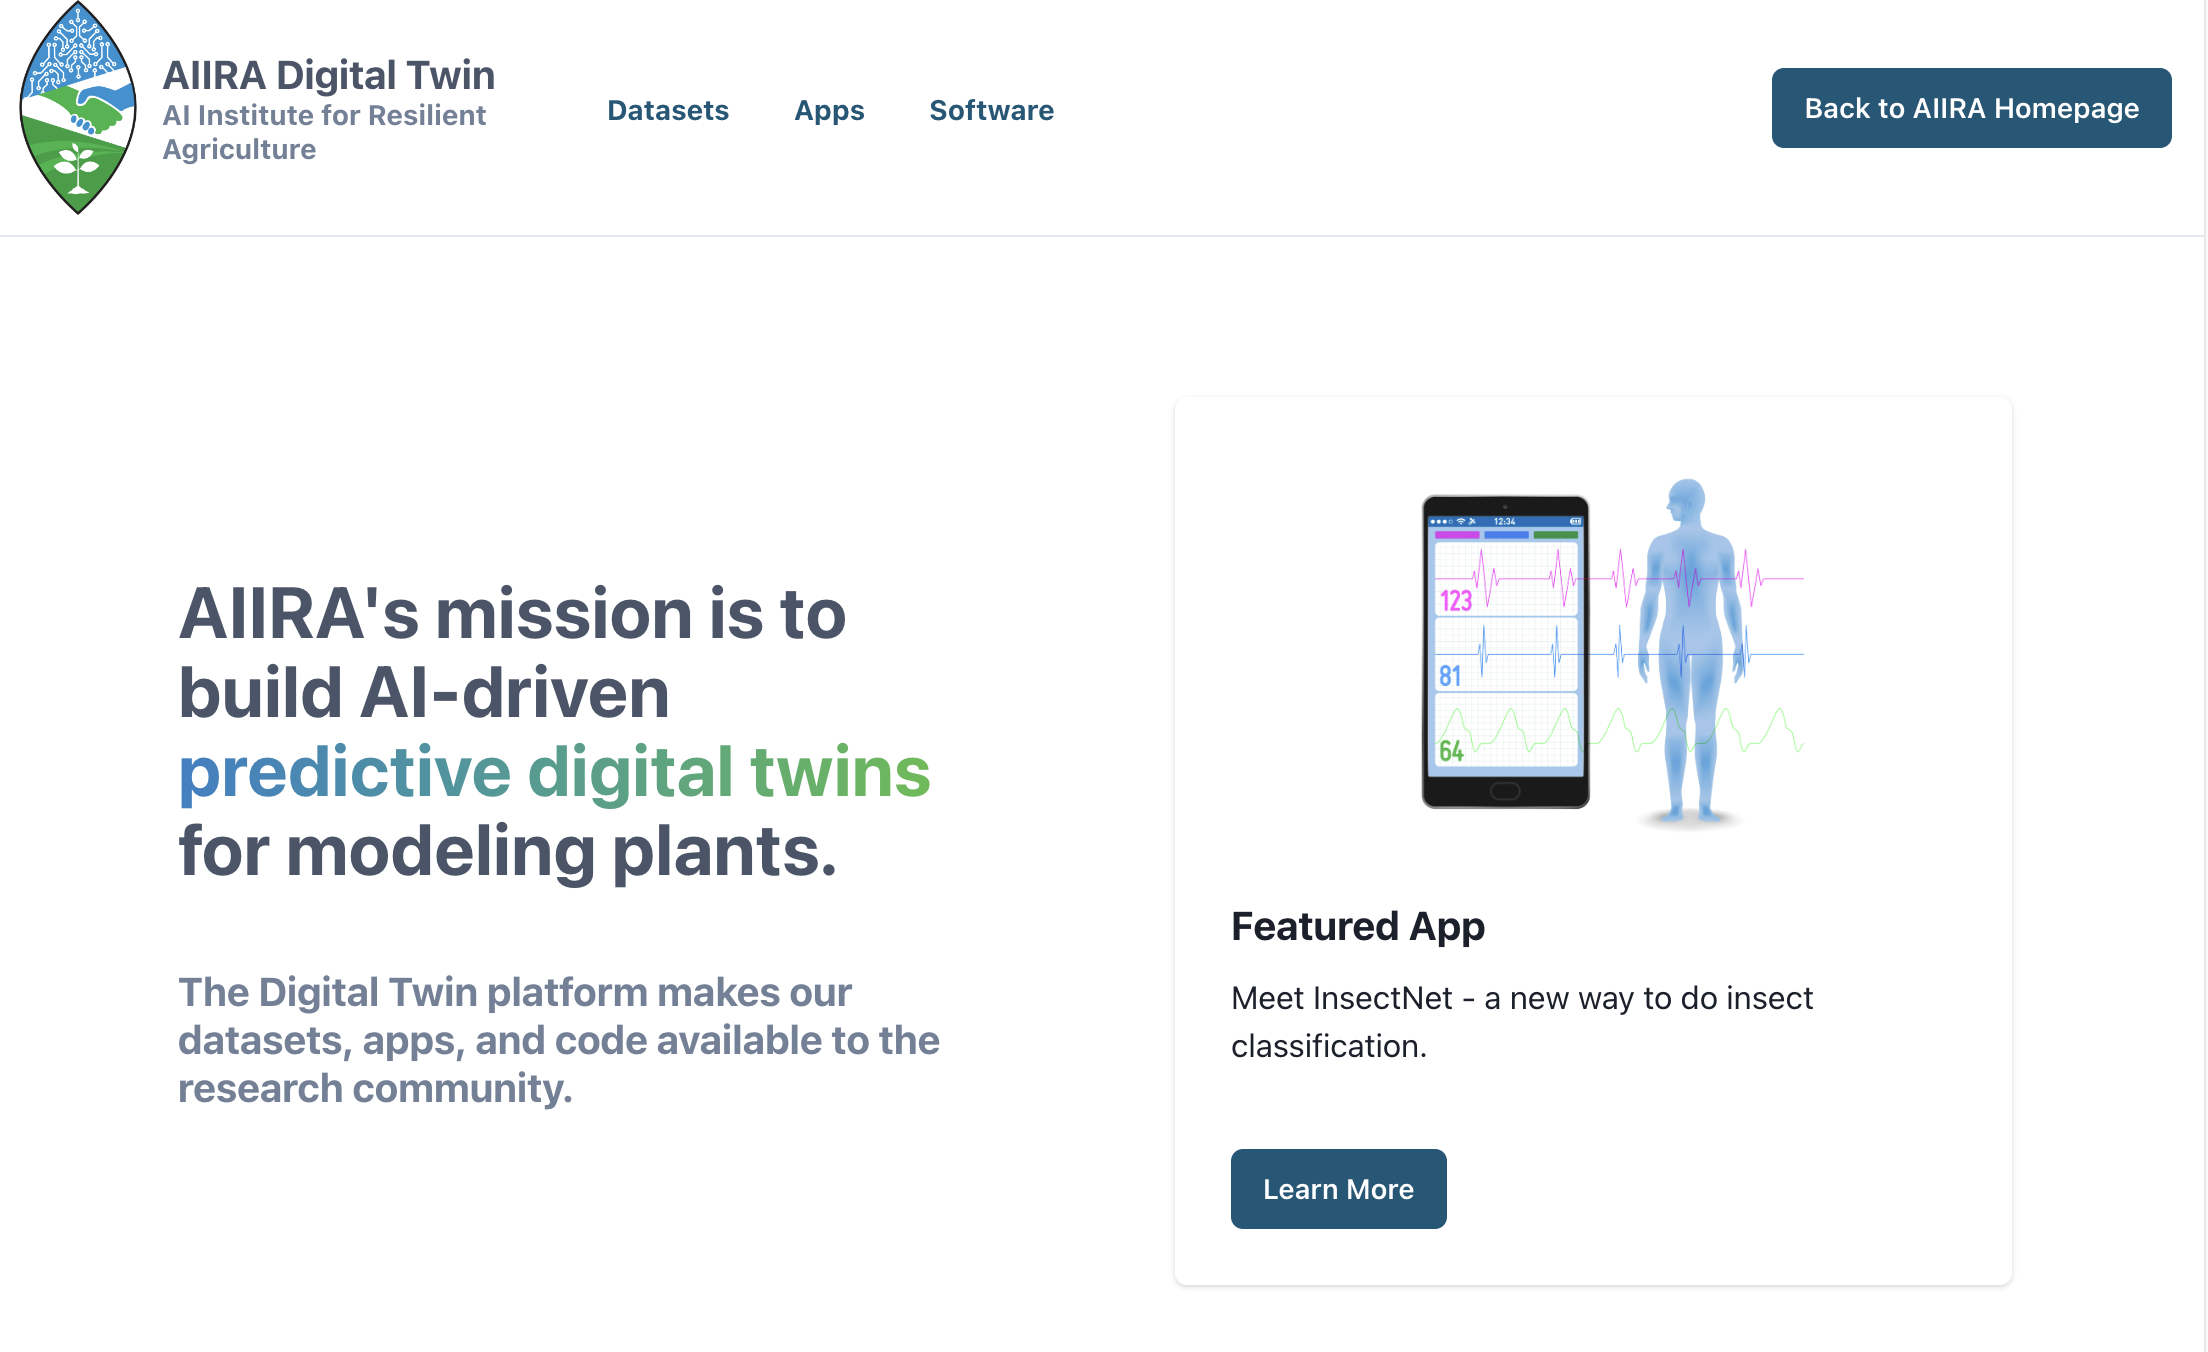 AIIRA Digital Twin
AI Institute for Resilient
Agriculture
Datasets
Apps
Software
Back to AIIRA Homepage
AIIRA's mission is to
build AI-driven
predictive digital twins
for modeling plants.
The Digital Twin platform makes our
datasets, apps, and code available to the
research community.
12:34
123
81
64
Featured App
Meet InsectNet - a new way to do insect
classification.
Learn More